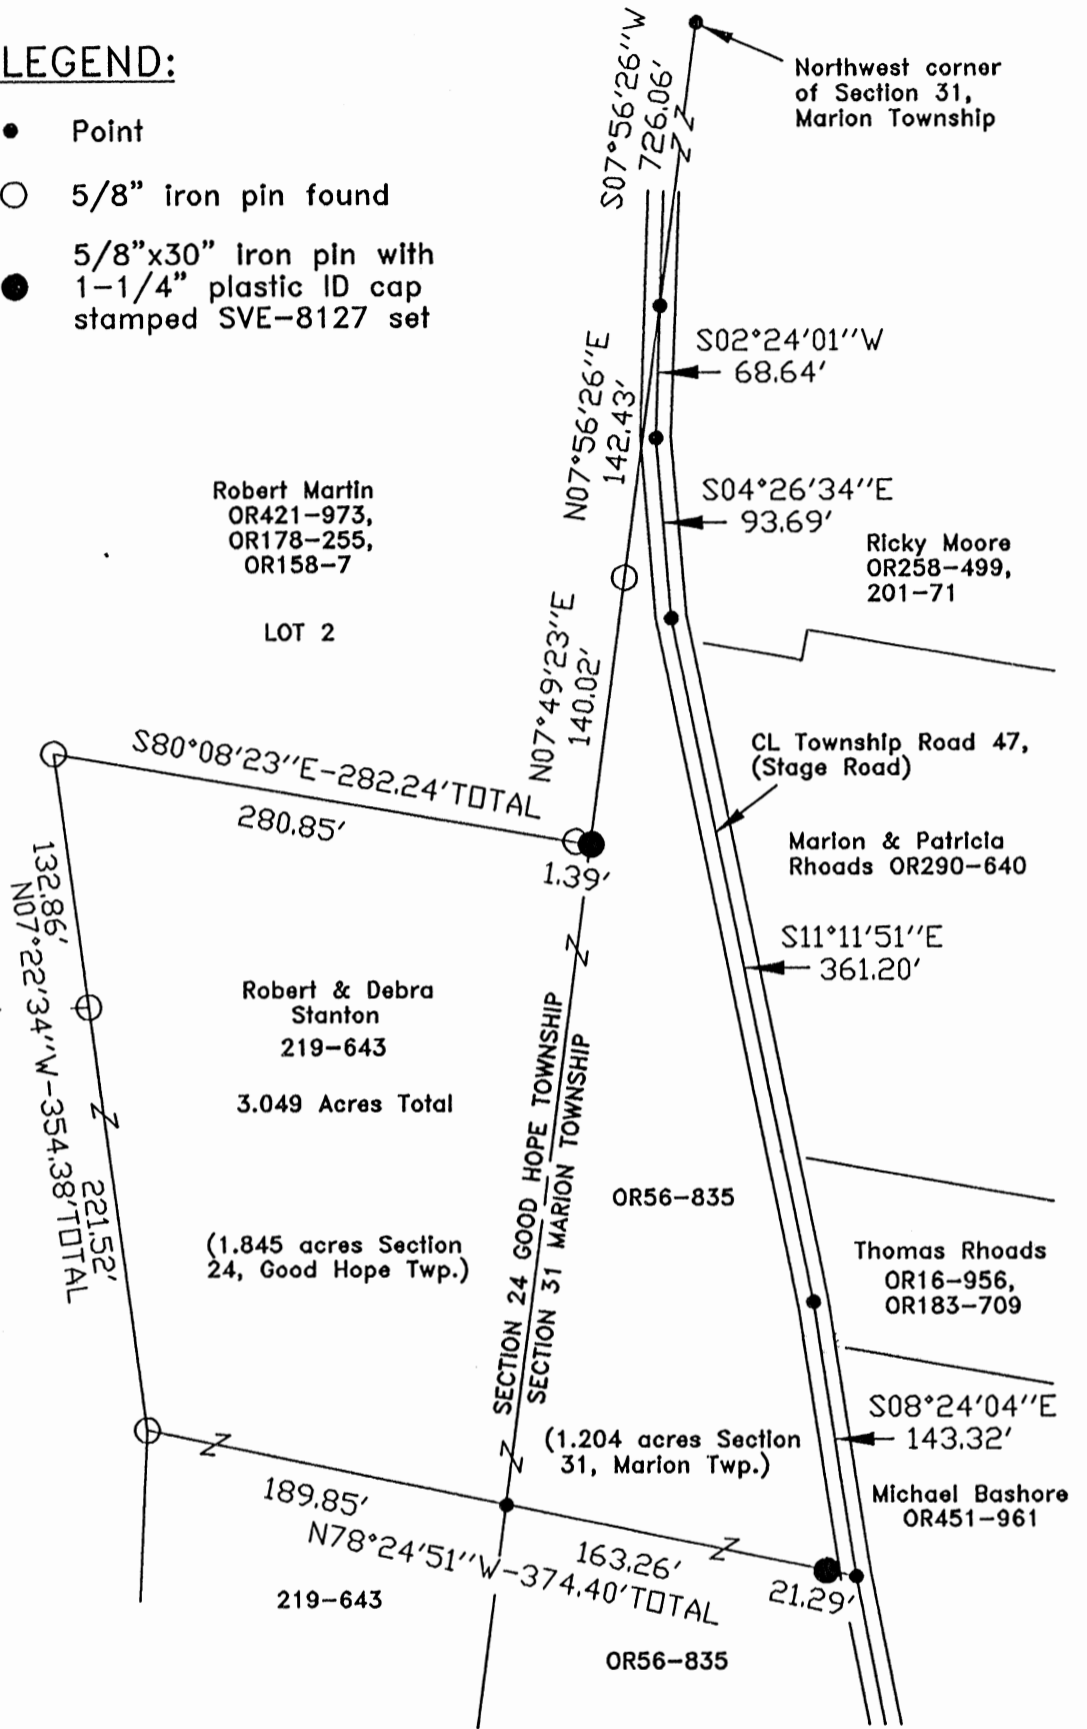 LEGEND:
Point
5/8” iron pin found
5/8”x30” iron pin with
1-1/4” plastic ID cap
stamped SVE-8127 set
S07°56'26''W
726.06'
Northwest corner
of Section 31,
Marion Township
S02°24'01''W
68.64'
N07°56'26''E
142.43'
S04°26'34''E
93.69'
Robert Martin
OR421-973,
OR178-255,
OR158-7
LOT 2
Ricky Moore
OR258-499,
201-71
N07°49'23''E
140.02'
S80°08'23''E-282.24'TOTAL
280.85'
1.39'
CL Township Road 47,
(Stage Road)
Marion & Patricia
Rhoads OR290-640
S11°11'51''E
361.20'
132.86'
N07°22'34''W-354.38'TOTAL
221.52'
Robert & Debra
Stanton
219-643
3.049 Acres Total
(1.845 acres Section
24, Good Hope Twp.)
SECTION 24 GOOD HOPE TOWNSHIP
SECTION 31 MARION TOWNSHIP
OR56-835
Thomas Rhoads
OR16-956,
OR183-709
S08°24'04''E
143.32'
(1.204 acres Section
31, Marion Twp.)
Michael Bashore
OR451-961
189.85'
N78°24'51''W-374.40'TOTAL
163.26'
21.29'
219-643
OR56-835